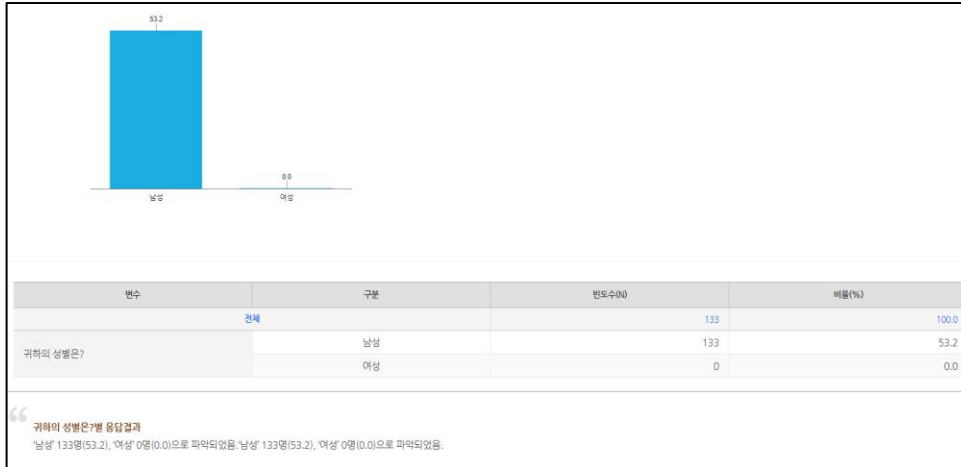 53.2
0.0
남성 여성
변수 구분 빈도수(N) 비율(%)
전체 133 100.0
귀하의 성별은? 남성 133 53.2
여성 0 0.0
“
귀하의 성별은?별 응답결과
'남성' 133명(53.2), '여성' 0명(0.0)으로 파악되었음.'남성' 133명(53.2), '여성' 0명(0.0)으로 파악되었음.